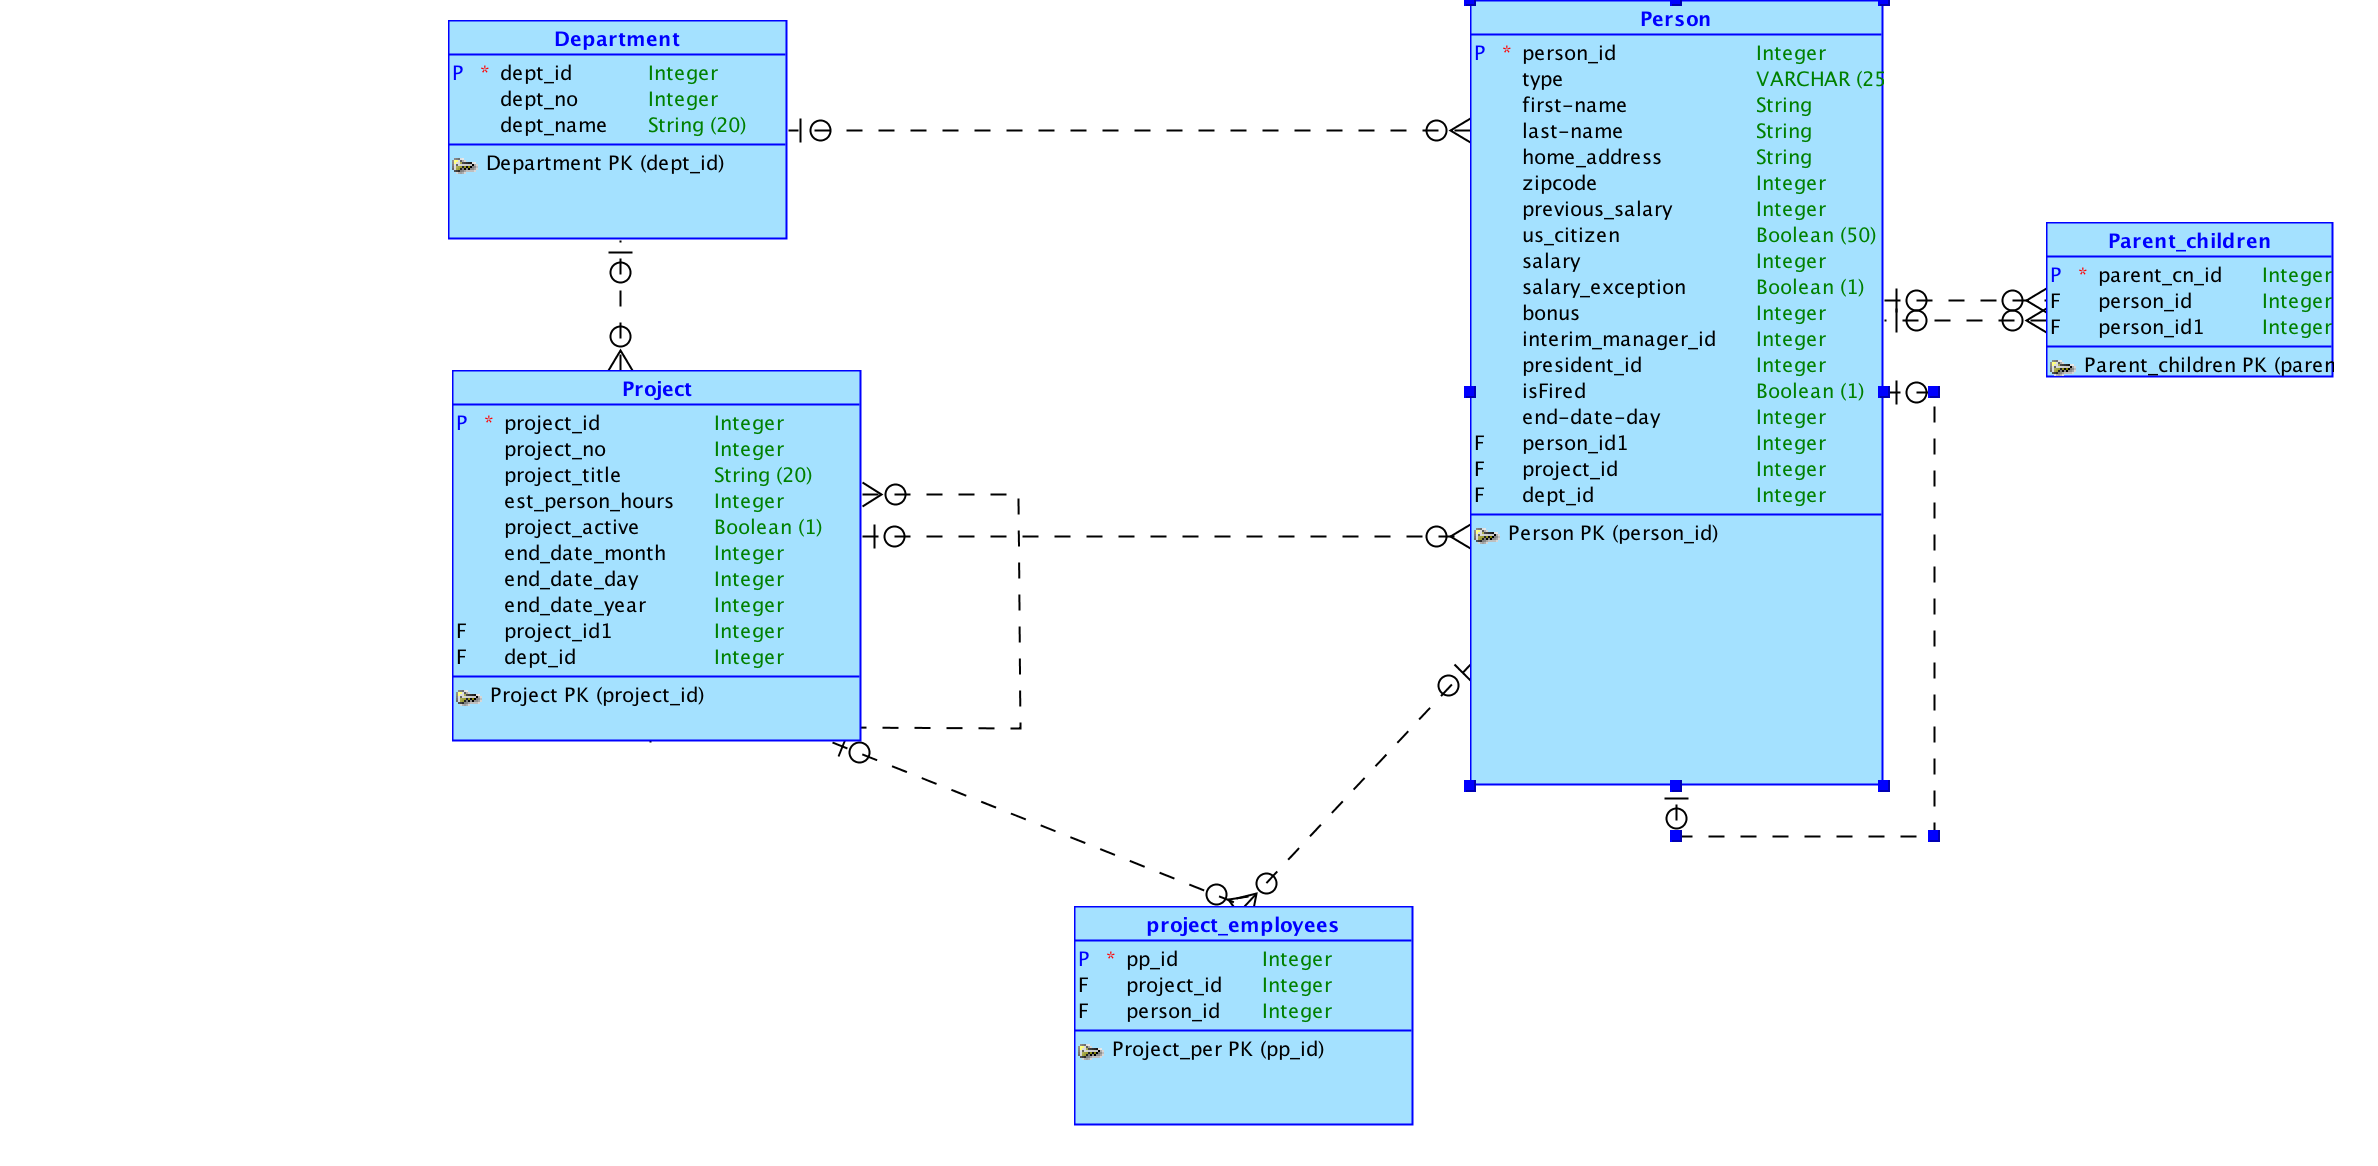 Department
P * dept_id Integer
dept_no Integer
dept_name String (20)
Department PK (dept_id)
Person
P * person_id Integer
type VARCHAR (25
first-name String
last-name String
home_address String
zipcode Integer
previous_salary Integer
us_citizen Boolean (50)
salary Integer
salary_exception Boolean (1)
bonus Integer
interim_manager_id Integer
president_id Integer
isFired Boolean (1)
end-date-day Integer
F person_id1 Integer
F project_id Integer
F dept_id Integer
Person PK (person_id)
Parent_children
P * parent_cn_id Integer
F person_id Integer
F person_id1 Integer
Parent_children PK (paren
Project
P * project_id Integer
project_no Integer
project_title String (20)
est_person_hours Integer
project_active Boolean (1)
end_date_month Integer
end_date_day Integer
end_date_year Integer
F project_id1 Integer
F dept_id Integer
Project PK (project_id)
project_employees
P * pp_id Integer
F project_id Integer
F person_id Integer
Project_per PK (pp_id)